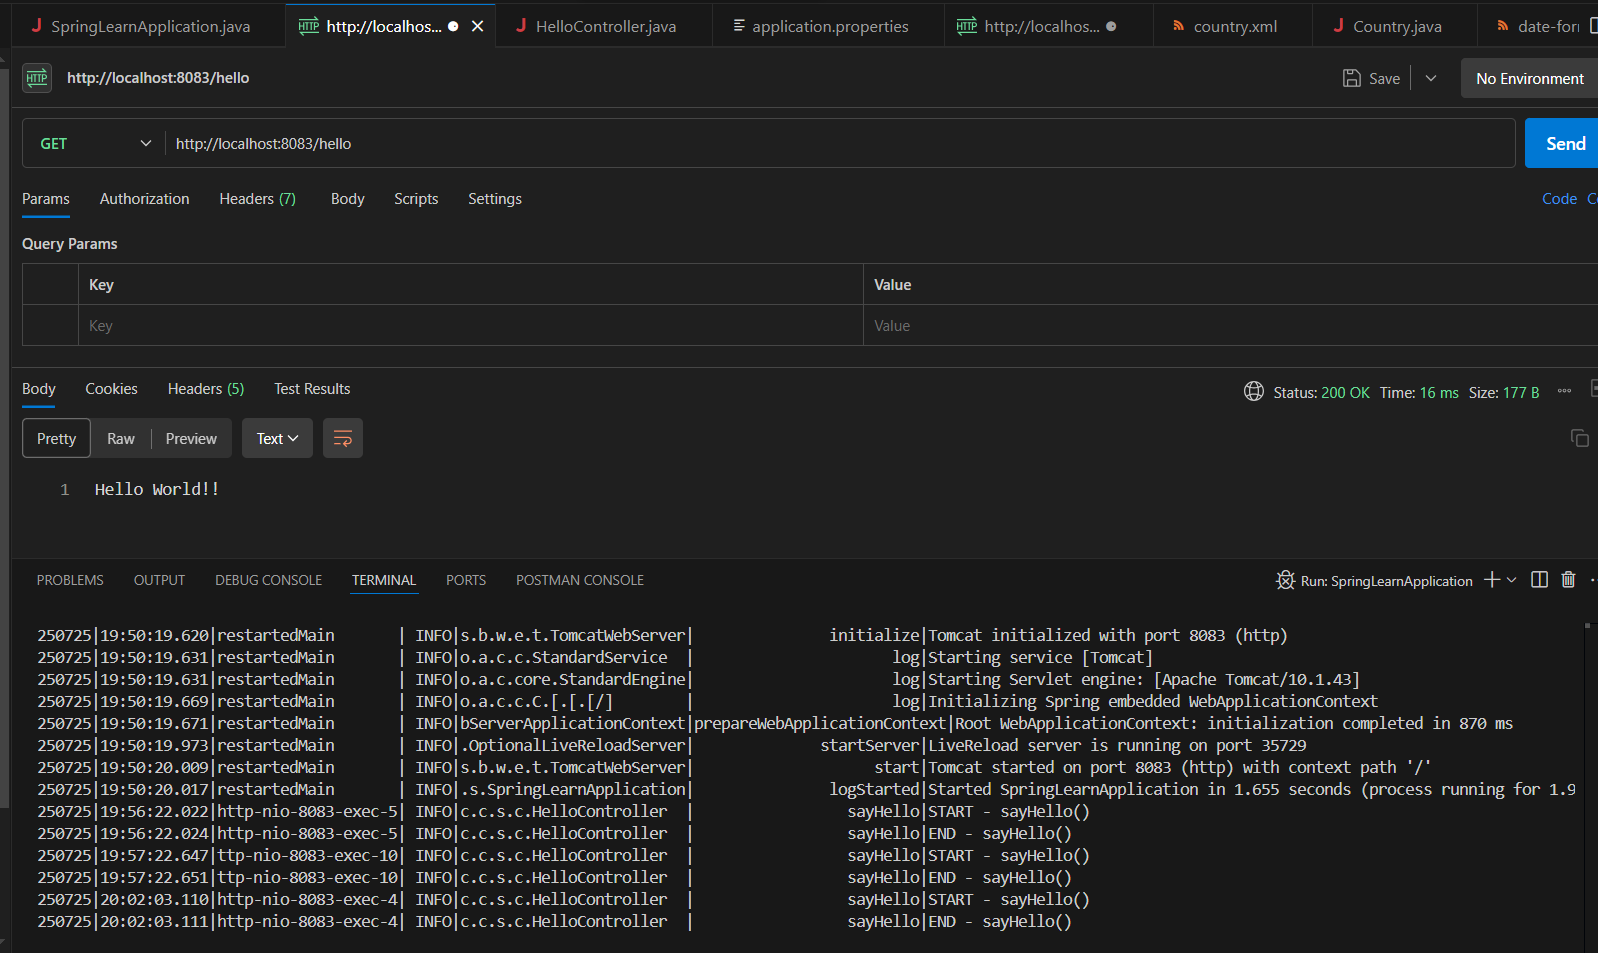 SpringLearnApplication.java http://localhos... HelloController.java application.properties http://localhos... country.xml Country.java date-for
HTTP http://localhost:8083/hello Save No Environment
GET http://localhost:8083/hello Send
Params Authorization Headers (7) Body Scripts Settings Code
Query Params
Key Value
Key Value
Body Cookies Headers (5) Test Results Status: 200 OK Time: 16 ms Size: 177 B
Pretty Raw Preview Text
1 Hello World!!
PROBLEMS OUTPUT DEBUG CONSOLE TERMINAL PORTS POSTMAN CONSOLE Run: SpringLearnApplication
250725|19:50:19.620|restartedMain | INFO|s.b.w.e.t.TomcatWebServer| initialize|Tomcat initialized with port 8083 (http)
250725|19:50:19.631|restartedMain | INFO|o.a.c.c.StandardService | log|Starting service [Tomcat]
250725|19:50:19.631|restartedMain | INFO|o.a.c.core.StandardEngine| log|Starting Servlet engine: [Apache Tomcat/10.1.43]
250725|19:50:19.669|restartedMain | INFO|o.a.c.c.C.[.[.[/] | log|Initializing Spring embedded WebApplicationContext
250725|19:50:19.671|restartedMain | INFO|bServerApplicationContext|prepareWebApplicationContext|Root WebApplicationContext: initialization completed in 870 ms
250725|19:50:19.973|restartedMain | INFO|.OptionalLiveReloadServer| startServer|LiveReload server is running on port 35729
250725|19:50:20.009|restartedMain | INFO|s.b.w.e.t.TomcatWebServer| start|Tomcat started on port 8083 (http) with context path '/'
250725|19:50:20.017|restartedMain | INFO|.s.SpringLearnApplication| logStarted|Started SpringLearnApplication in 1.655 seconds (process running for 1.9
250725|19:56:22.022|http-nio-8083-exec-5| INFO|c.c.s.c.HelloController | sayHello|START - sayHello()
250725|19:56:22.024|http-nio-8083-exec-5| INFO|c.c.s.c.HelloController | sayHello|END - sayHello()
250725|19:57:22.647|ttp-nio-8083-exec-10| INFO|c.c.s.c.HelloController | sayHello|START - sayHello()
250725|19:57:22.651|ttp-nio-8083-exec-10| INFO|c.c.s.c.HelloController | sayHello|END - sayHello()
250725|20:02:03.110|http-nio-8083-exec-4| INFO|c.c.s.c.HelloController | sayHello|START - sayHello()
250725|20:02:03.111|http-nio-8083-exec-4| INFO|c.c.s.c.HelloController | sayHello|END - sayHello()